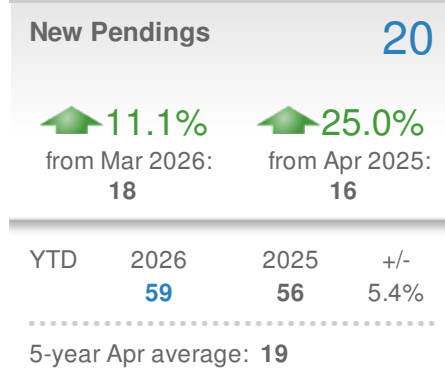 New Pendings 20
11.1% 25.0%
from Mar 2026: from Apr 2025:
18 16
YTD 2026 2025 +/-
59 56 5.4%
5-year Apr average: 19